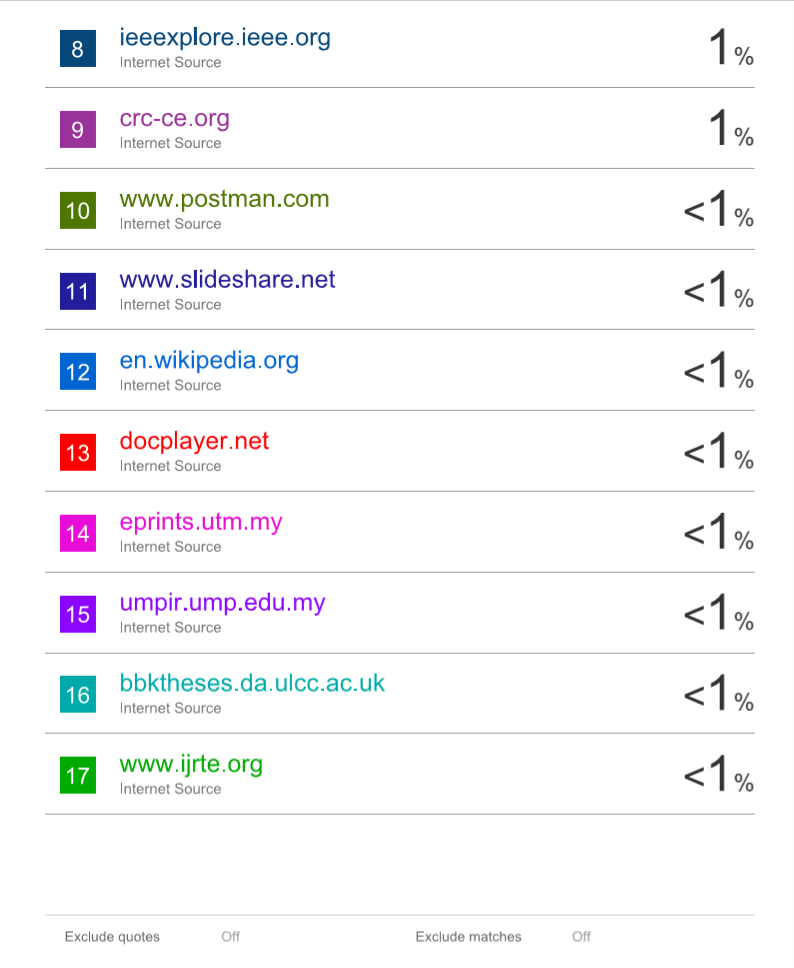 8 ieeexplore.ieee.org 1%
Internet Source
9 crc-ce.org 1%
Internet Source
10 www.postman.com <1%
Internet Source
11 www.slideshare.net <1%
Internet Source
12 en.wikipedia.org <1%
Internet Source
13 docplayer.net <1%
Internet Source
14 eprints.utm.my <1%
Internet Source
15 umpir.ump.edu.my <1%
Internet Source
16 bbktheses.da.ulcc.ac.uk <1%
Internet Source
17 www.ijrte.org <1%
Internet Source
Exclude quotes Off Exclude matches Off